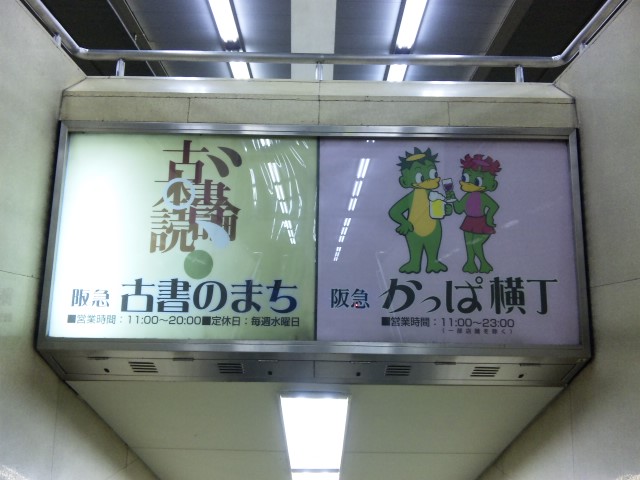 阪急 古書のまち
■営業時間：11:00〜20:00■定休日：毎週水曜日
阪急 かっぱ横丁
■営業時間：11:00〜23:00
（一部店舗を除く）